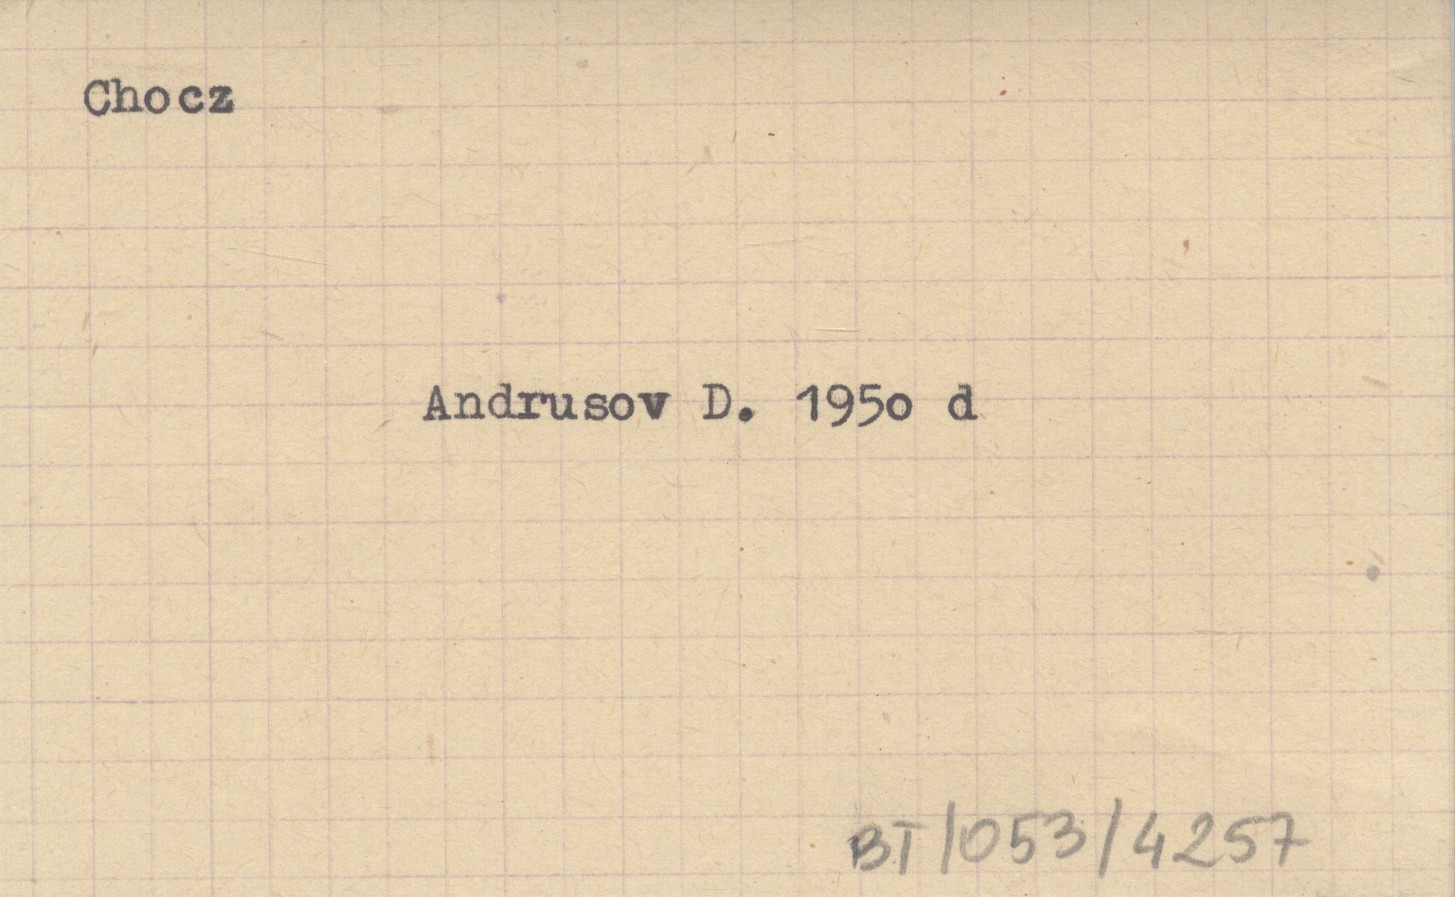 Chocz
Andrusov D. 195o d
BT/053/4257